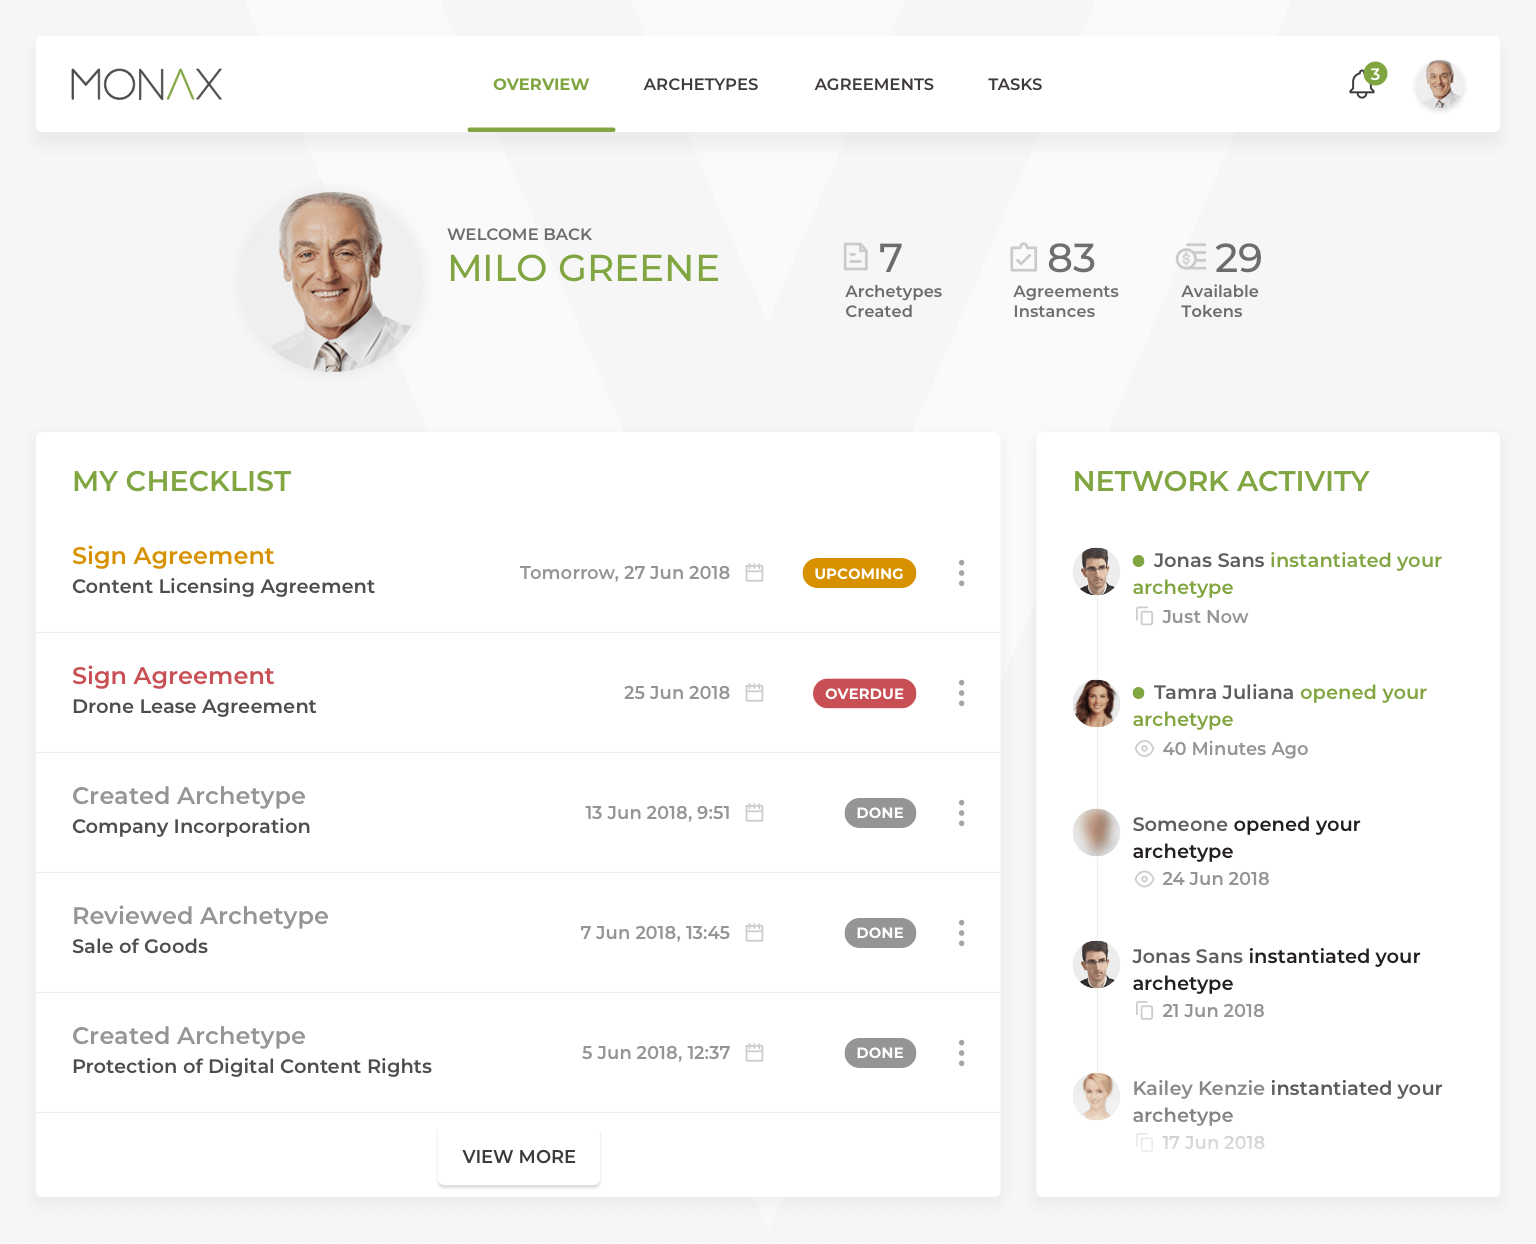 MONAX
OVERVIEW
ARCHETYPES
AGREEMENTS
TASKS
3
WELCOME BACK
MILO GREENE
7
Archetypes
Created
83
Agreements
Instances
29
Available
Tokens
MY CHECKLIST
Sign Agreement
Content Licensing Agreement
Tomorrow, 27 Jun 2018
UPCOMING
Sign Agreement
Drone Lease Agreement
25 Jun 2018
OVERDUE
Created Archetype
Company Incorporation
13 Jun 2018, 9:51
DONE
Reviewed Archetype
Sale of Goods
7 Jun 2018, 13:45
DONE
Created Archetype
Protection of Digital Content Rights
5 Jun 2018, 12:37
DONE
VIEW MORE
NETWORK ACTIVITY
Jonas Sans instantiated your
archetype
Just Now
Tamra Juliana opened your
archetype
40 Minutes Ago
Someone opened your
archetype
24 Jun 2018
Jonas Sans instantiated your
archetype
21 Jun 2018
Kailey Kenzie instantiated your
archetype
17 Jun 2018